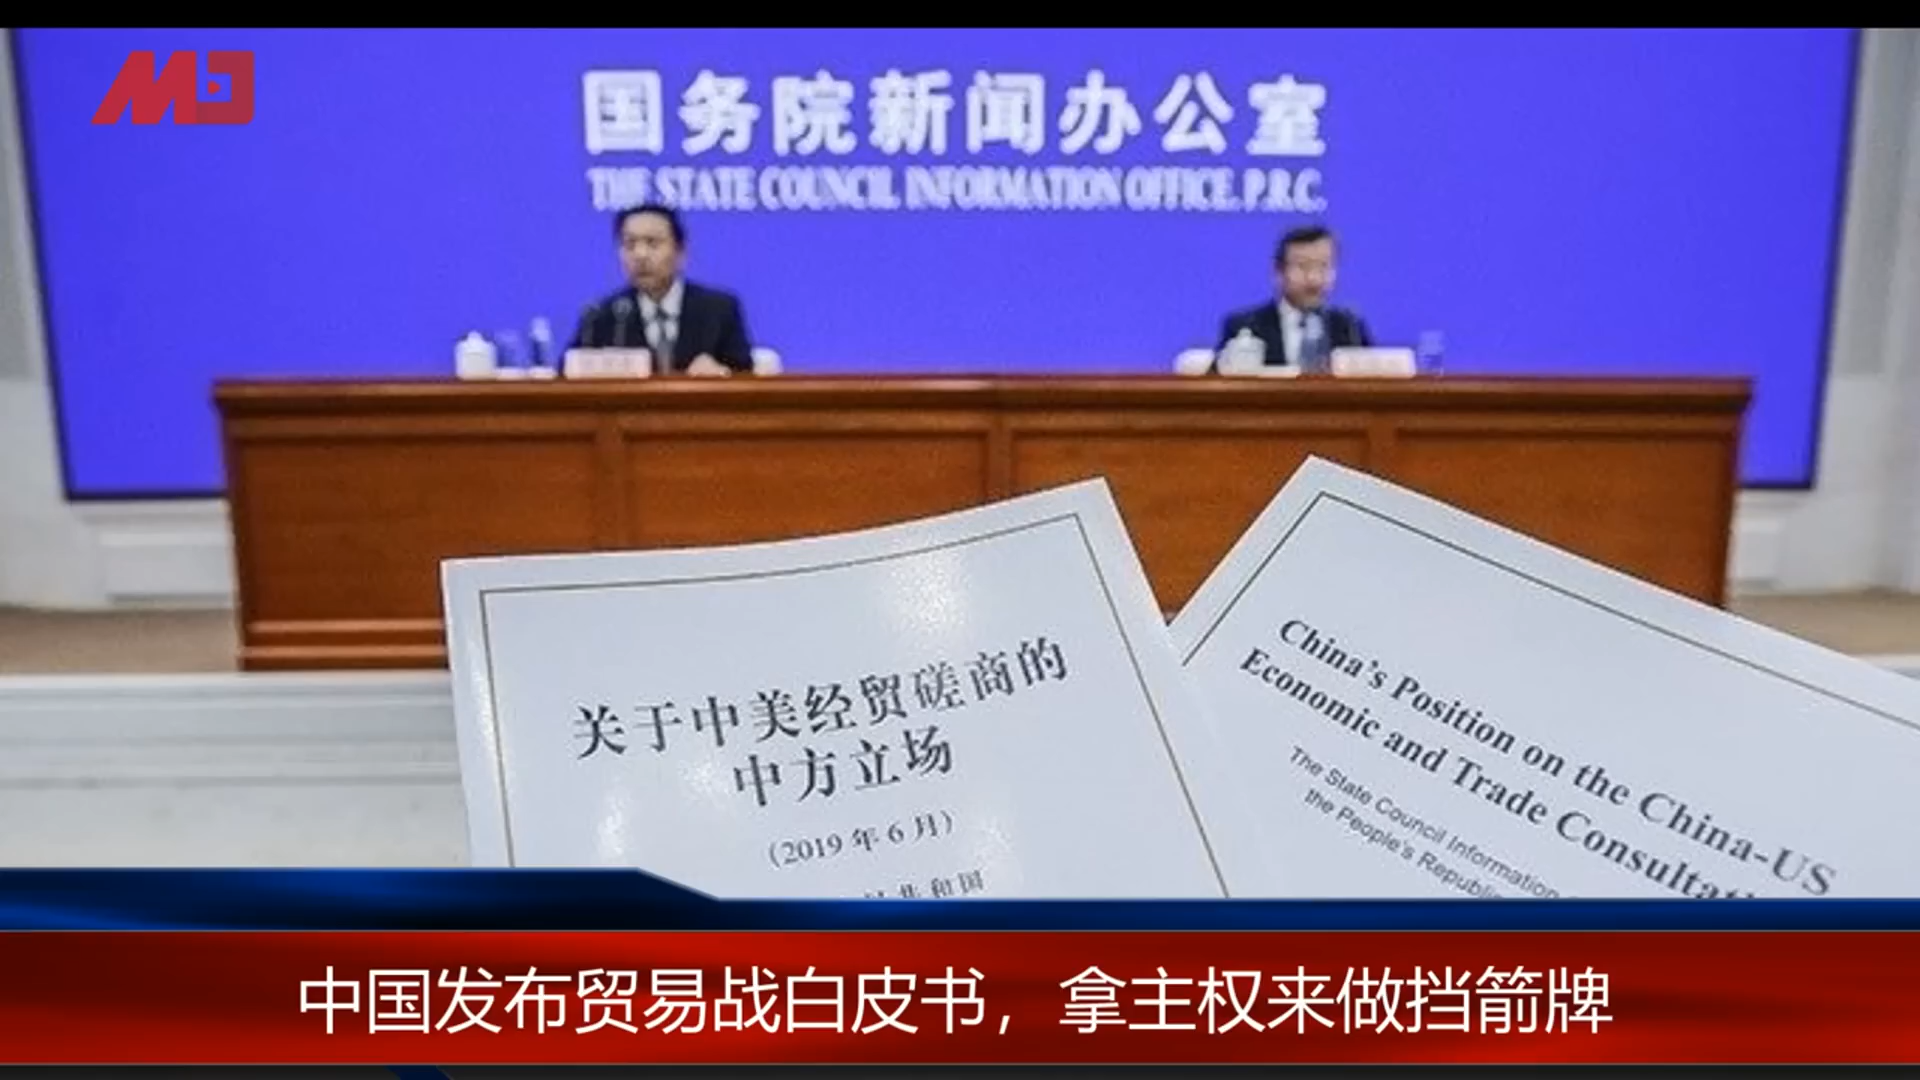 国务院新闻办公室
THE STATE COUNCIL INFORMATION OFFICE, P.R.C.
关于中美经贸磋商的
中方立场
(2019年6月)
共和国
China's Position on the China-US
Economic and Trade
The State Council Information
the People's
中国发布贸易战白皮书，拿主权来做挡箭牌